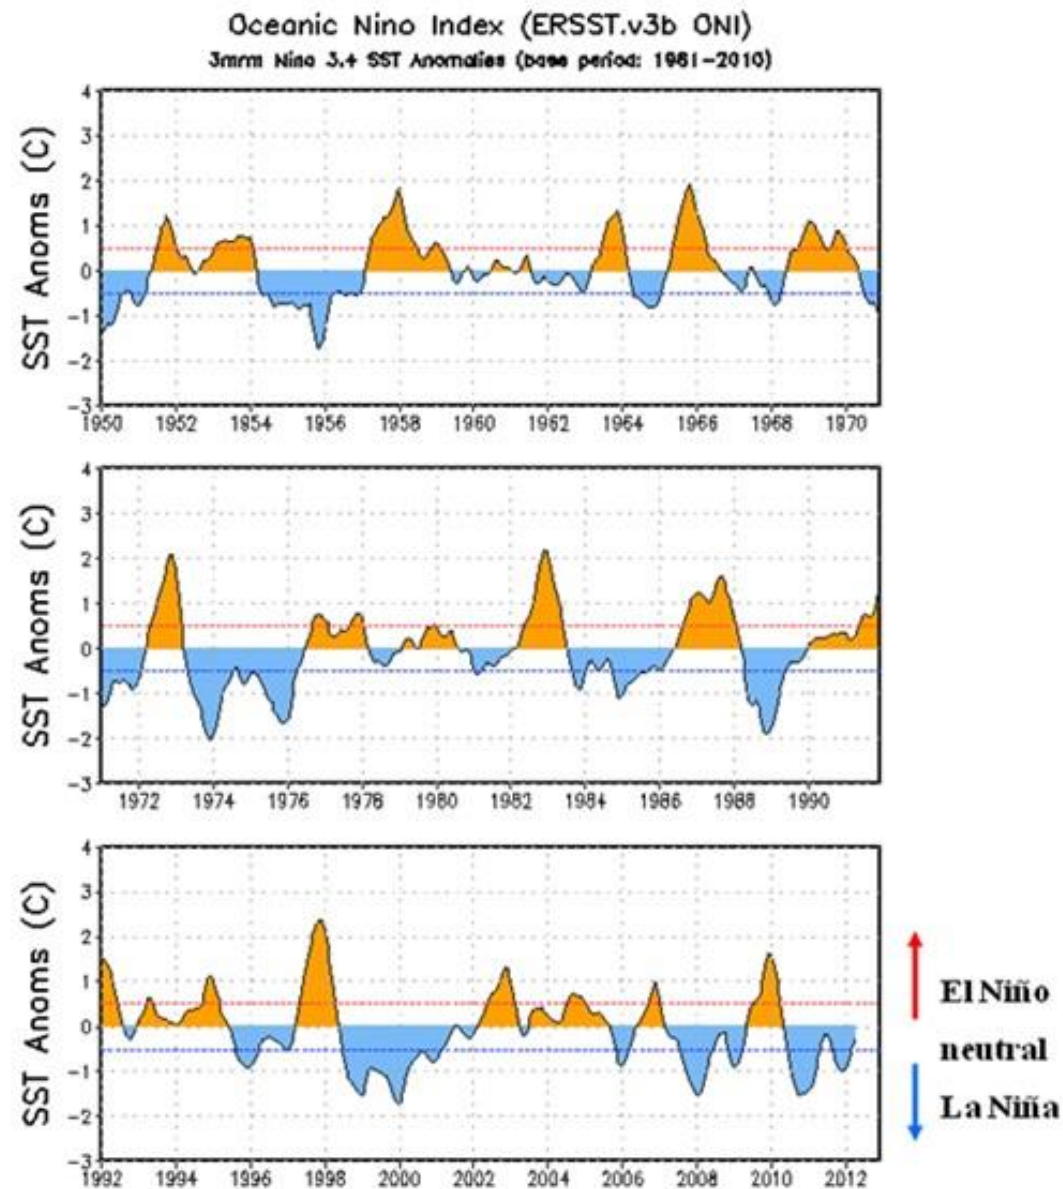 Oceanic Nino Index (ERSST.v3b ONI)
3mrm Nino 3.4 SST Anomalies (base period: 1981-2010)
SST Anoms (C)
4
3
2
1
0
-1
-2
-3
1950 1952 1954 1956 1958 1960 1962 1964 1966 1968 1970
SST Anoms (C)
4
3
2
1
0
-1
-2
-3
1972 1974 1976 1978 1980 1982 1984 1986 1988 1990
SST Anoms (C)
4
3
2
1
0
-1
-2
-3
1992 1994 1996 1998 2000 2002 2004 2006 2008 2010 2012
El Niño
neutral
La Niña